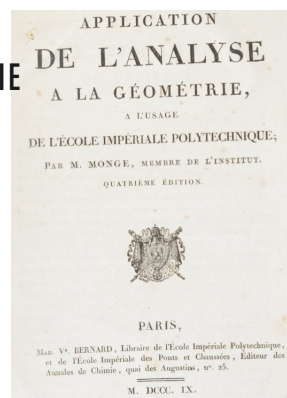 IE
APPLICATION
DE L'ANALYSE
A LA GÉOMÉTRIE,
A L'USAGE
DE L'ÉCOLE IMPÉRIALE POLYTECHNIQUE;
PAR M. MONGE, MEMBRE DE L'INSTITUT.
QUATRIÈME ÉDITION.
PARIS,
Mad. Ve. BERNARD, Libraire de l'École Impériale Polytechnique,
et de l'École Impériale des Ponts et Chaussées, Éditeur des
Annales de Chimie, quai des Augustins, n°. 25.
M. DCCC. IX.